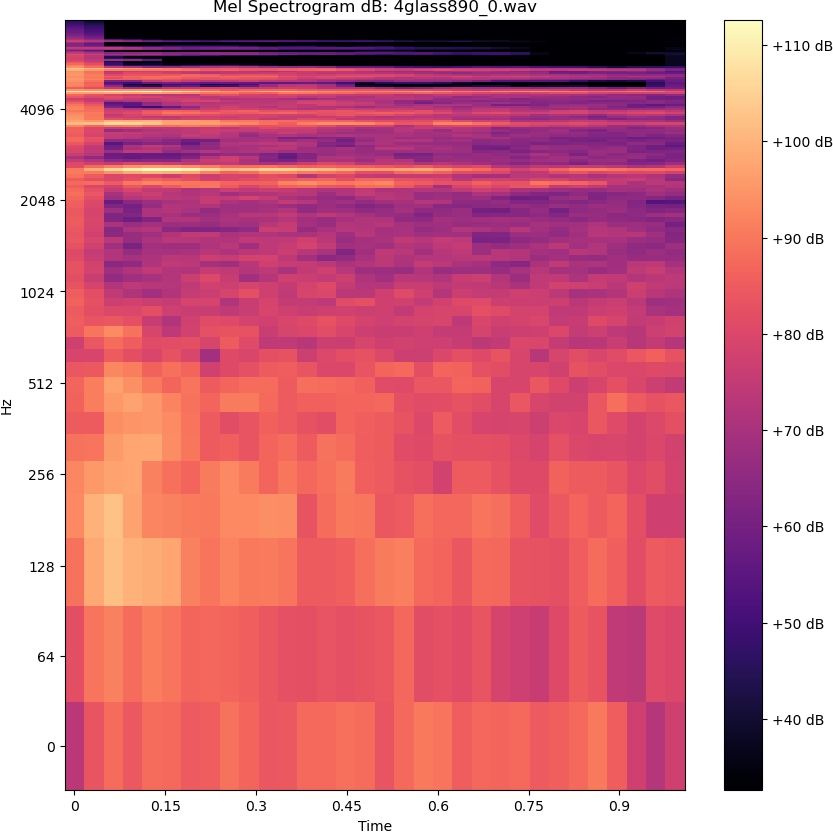 Mel Spectrogram dB: 4glass890_0.wav
+110 dB
4096
+100 dB
2048
+90 dB
1024
+80 dB
512
Hz
+70 dB
256
+60 dB
128
+50 dB
64
+40 dB
0
0 0.15 0.3 0.45 0.6 0.75 0.9
Time